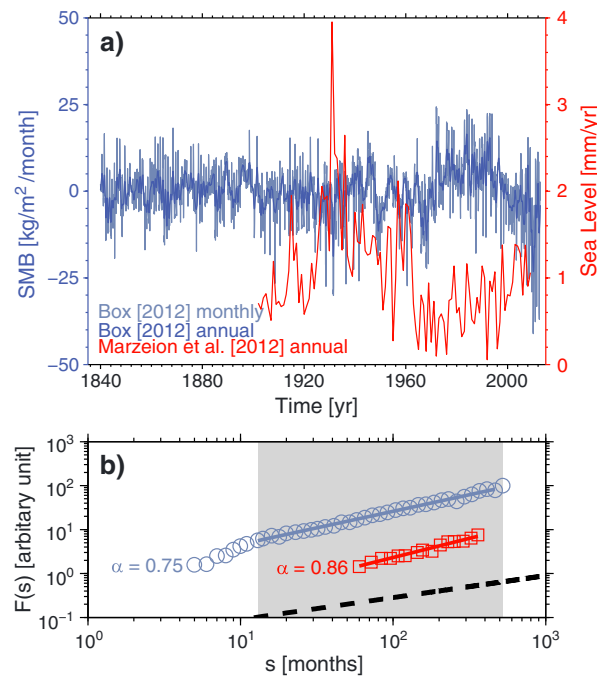 a)
50
25
0
−25
−50
SMB [kg/m² /month]
4
3
2
1
0
Sea Level [mm/yr]
Box [2012] monthly
Box [2012] annual
Marzeion et al. [2012] annual
1840 1880 1920 1960 2000
Time [yr]
b)
10³
10²
10¹
10⁰
10⁻¹
F(s) [arbitary unit]
α = 0.75
α = 0.86
10⁰ 10¹ 10² 10³
s [months]